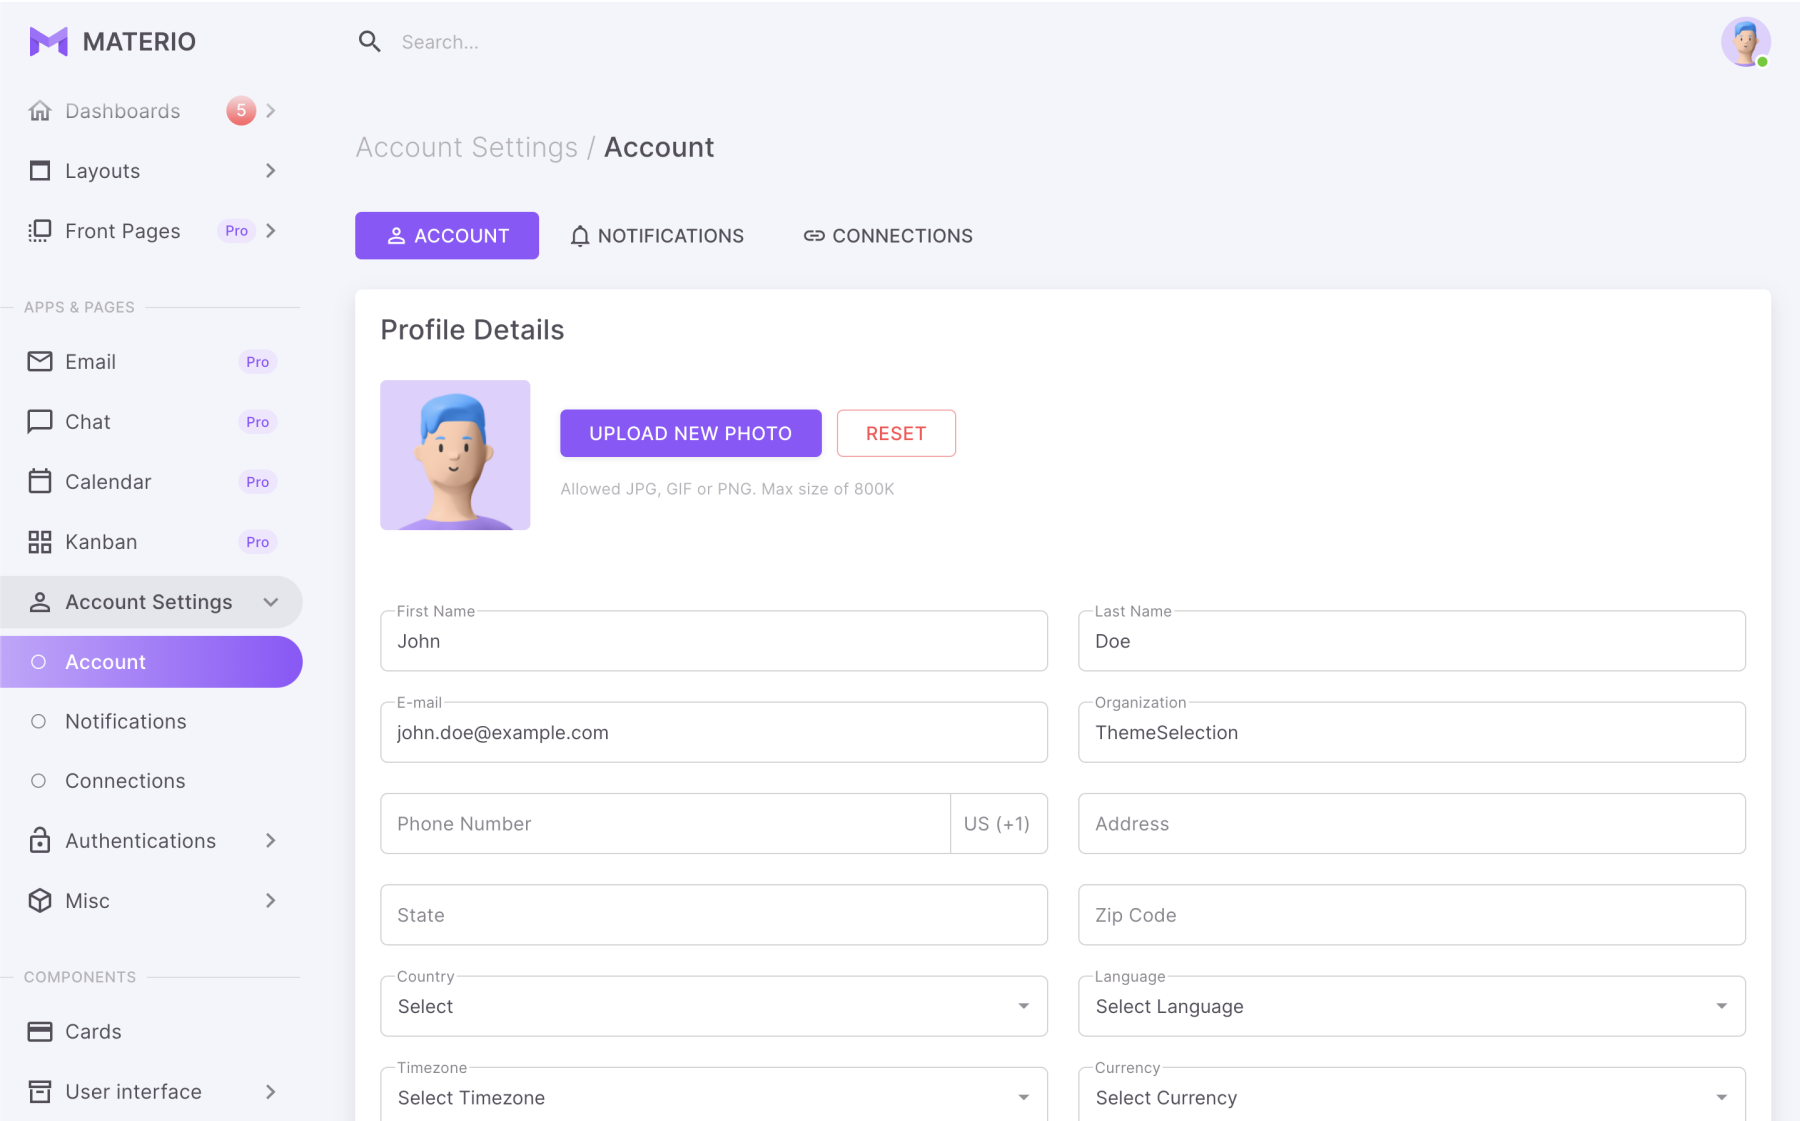 MATERIO
Search...
Dashboards 5
Layouts
Front Pages Pro
APPS & PAGES
Email Pro
Chat Pro
Calendar Pro
Kanban Pro
Account Settings
Account
Notifications
Connections
Authentications
Misc
COMPONENTS
Cards
User interface
Account Settings / Account
ACCOUNT NOTIFICATIONS CONNECTIONS
Profile Details
UPLOAD NEW PHOTO RESET
Allowed JPG, GIF or PNG. Max size of 800K
First Name
John
Last Name
Doe
E-mail
john.doe@example.com
Organization
ThemeSelection
Phone Number US (+1)
Address
State
Zip Code
Country
Select
Language
Select Language
Timezone
Select Timezone
Currency
Select Currency